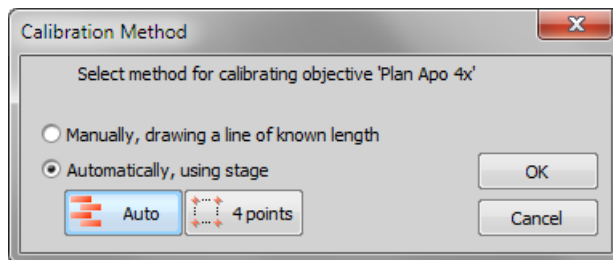 Calibration Method
Select method for calibrating objective 'Plan Apo 4x'
Manually, drawing a line of known length
Automatically, using stage
OK
Auto
4 points
Cancel